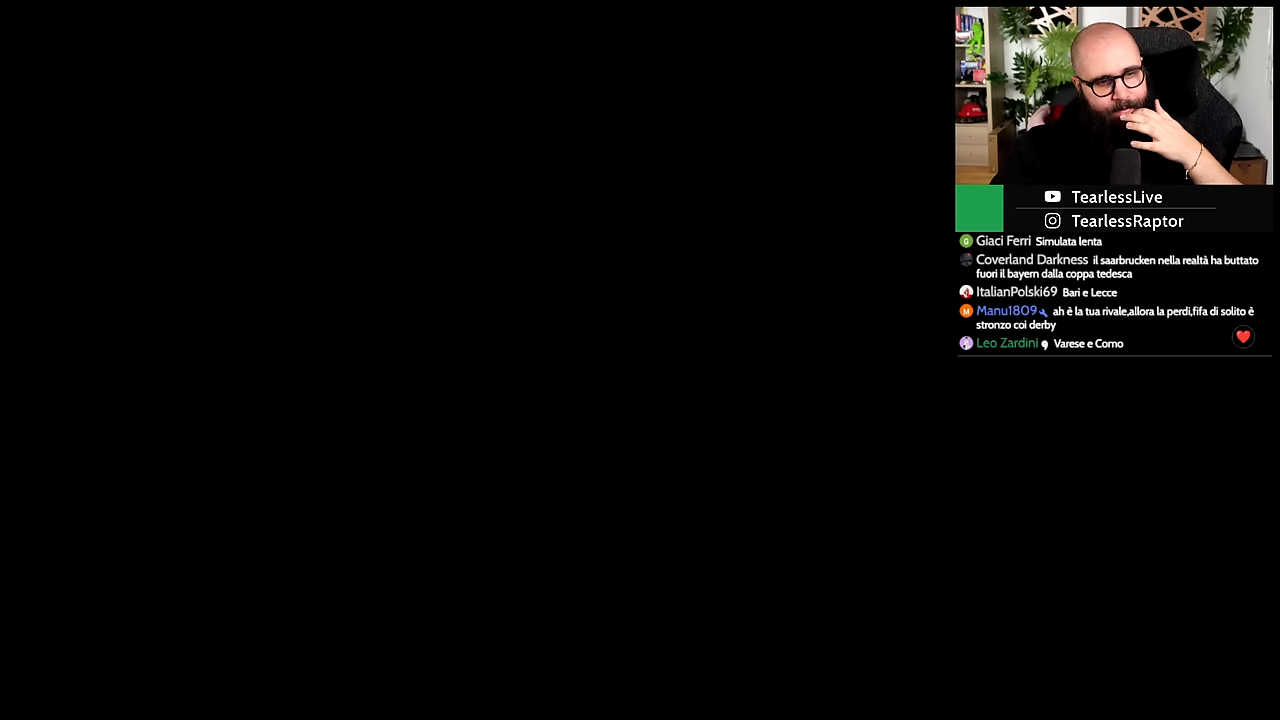 TearlessLive
TearlessRaptor
Giaci Ferri Simulata lenta
Coverland Darkness il saarbrucken nella realtà ha buttato
fuori il bayern dalla coppa tedesca
ItalianPolski69 Bari e Lecce
Manu1809 ah è la tua rivale,allora la perdi,fifa di solito è
stronzo coi derby
Leo Zardini Varese e Como